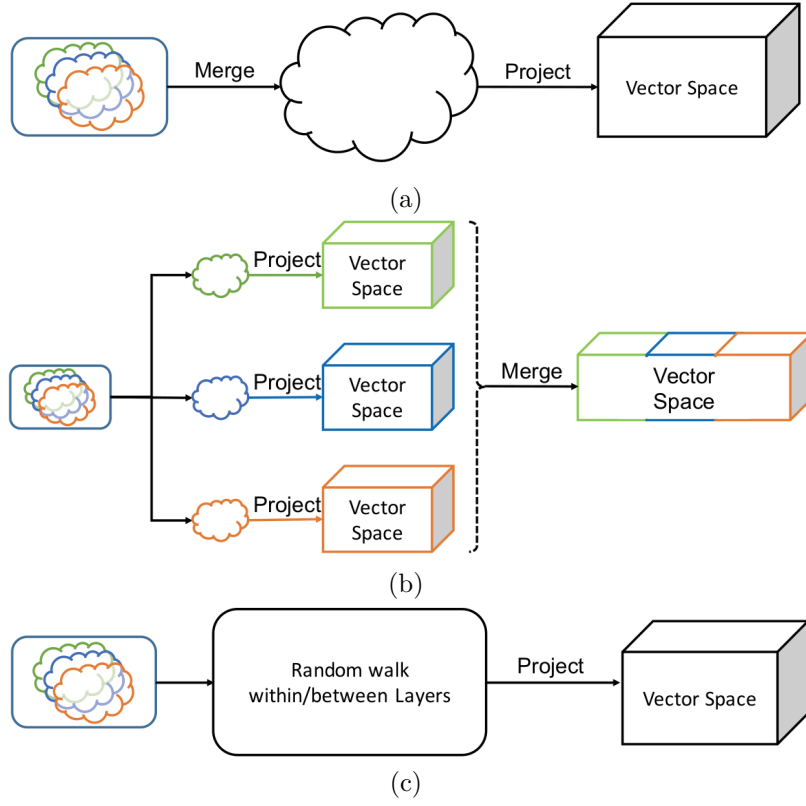 Merge
Project
Vector Space
(a)
Project
Vector
Space
Project
Vector
Space
Project
Vector
Space
Merge
Vector
Space
(b)
Random walk
within/between Layers
Project
Vector Space
(c)